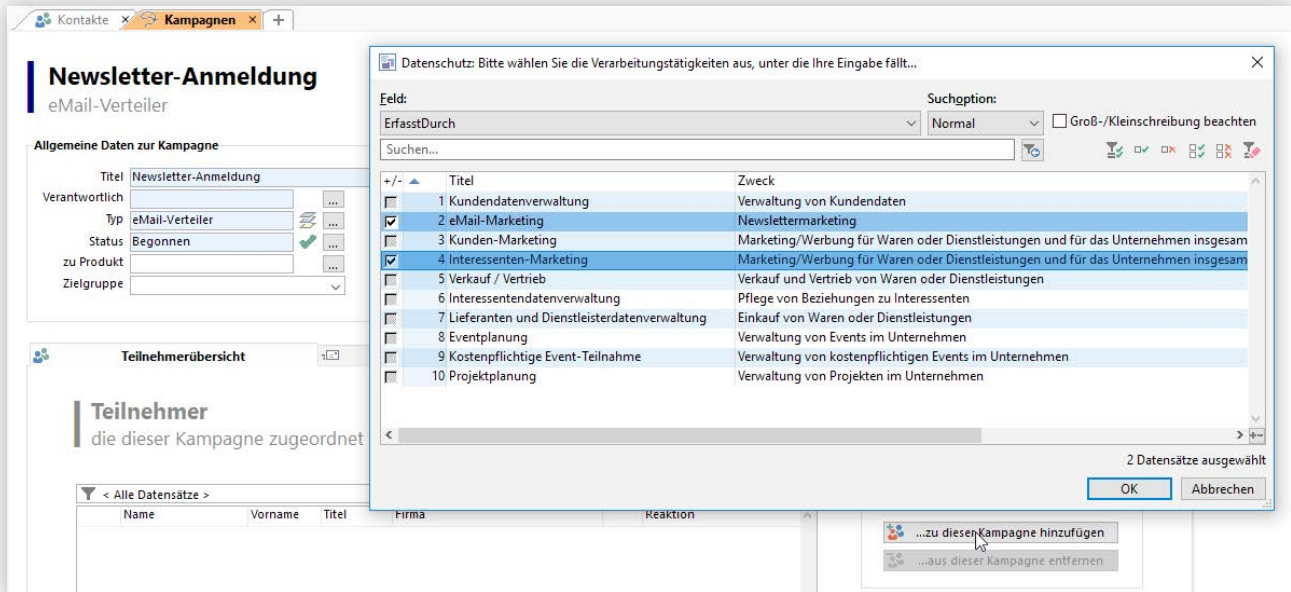 Kontakte × Kampagnen × +
Newsletter-Anmeldung
eMail-Verteiler
Allgemeine Daten zur Kampagne
Titel Newsletter-Anmeldung
Verantwortlich ...
Typ eMail-Verteiler ...
Status Begonnen ...
zu Produkt ...
Zielgruppe
Teilnehmerübersicht
Teilnehmer
die dieser Kampagne zugeordnet
< Alle Datensätze >
Name Vorname Titel Firma Reaktion
Datenschutz: Bitte wählen Sie die Verarbeitungstätigkeiten aus, unter die Ihre Eingabe fällt...
Feld: Suchoption:
ErfasstDurch Normal Groß-/Kleinschreibung beachten
Suchen...
+/- Titel Zweck
1 Kundendatenverwaltung Verwaltung von Kundendaten
2 eMail-Marketing Newslettermarketing
3 Kunden-Marketing Marketing/Werbung für Waren oder Dienstleistungen und für das Unternehmen insgesam
4 Interessenten-Marketing Marketing/Werbung für Waren oder Dienstleistungen und für das Unternehmen insgesam
5 Verkauf / Vertrieb Verkauf und Vertrieb von Waren oder Dienstleistungen
6 Interessentendatenverwaltung Pflege von Beziehungen zu Interessenten
7 Lieferanten und Dienstleisterdatenverwaltung Einkauf von Waren oder Dienstleistungen
8 Eventplanung Verwaltung von Events im Unternehmen
9 Kostenpflichtige Event-Teilnahme Verwaltung von kostenpflichtigen Events im Unternehmen
10 Projektplanung Verwaltung von Projekten im Unternehmen
2 Datensätze ausgewählt
OK Abbrechen
...zu dieser Kampagne hinzufügen
...aus dieser Kampagne entfernen